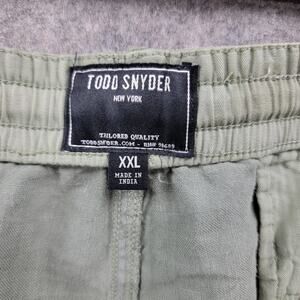 TODD SNYDER
NEW YORK
TAILORED QUALITY
TODDSNYDER.COM -
XXL
MADE IN
INDIA